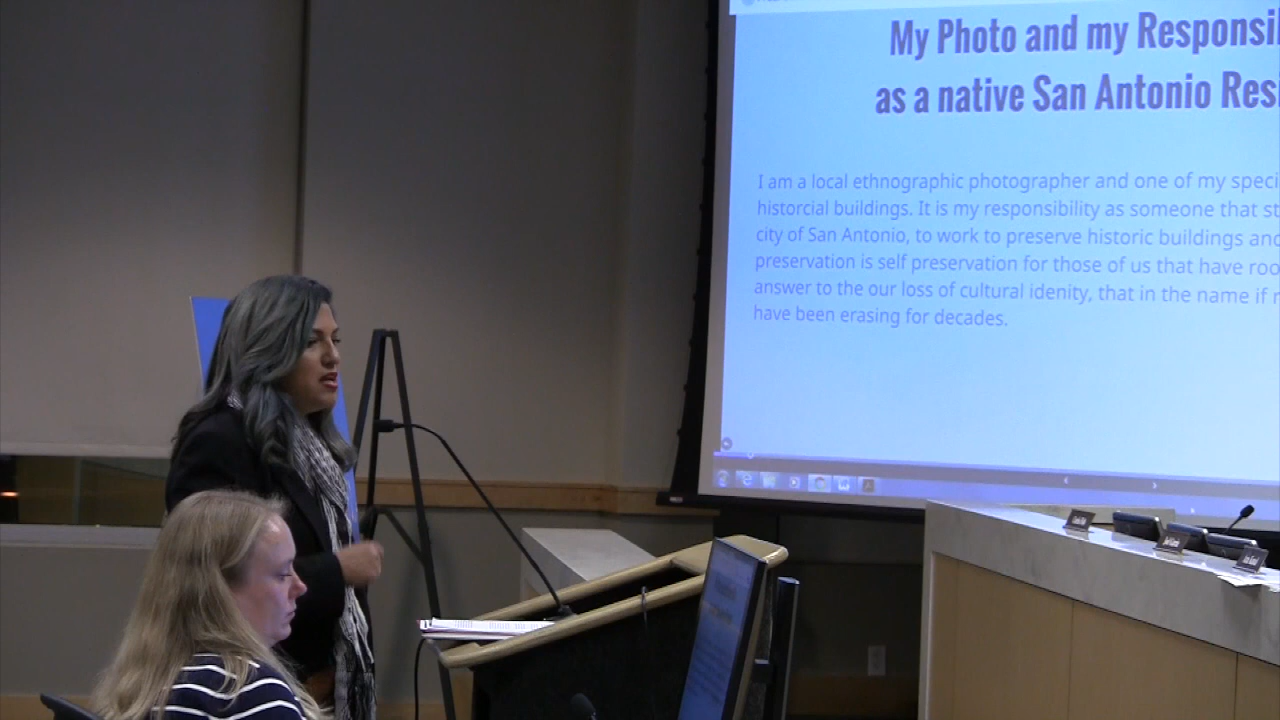 My Photo and my Responsi
as a native San Antonio Resi
I am a local ethnographic photographer and one of my speci
historcial buildings. It is my responsibility as someone that st
city of San Antonio, to work to preserve historic buildings and
preservation is self preservation for those of us that have roo
answer to the our loss of cultural idenity, that in the name if
have been erasing for decades.